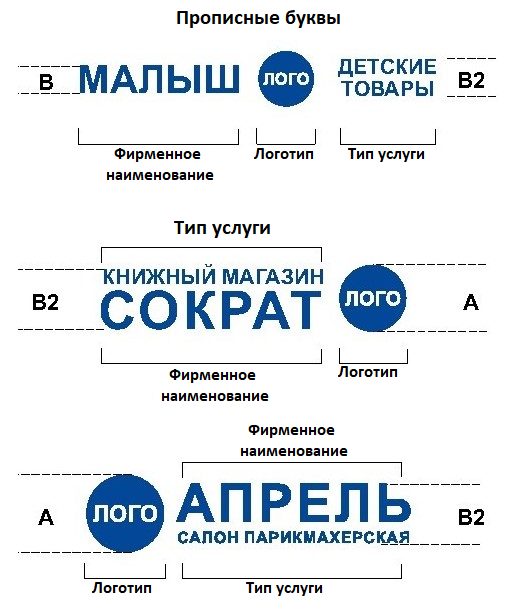 Прописные буквы
В МАЛЫШ ЛОГО ДЕТСКИЕ ТОВАРЫ В2
Фирменное наименование Логотип Тип услуги
Тип услуги
КНИЖНЫЙ МАГАЗИН
В2 СОКРАТ ЛОГО А
Фирменное наименование Логотип
Фирменное
наименование
А ЛОГО АПРЕЛЬ В2
САЛОН ПАРИКМАХЕРСКАЯ
Логотип Тип услуги